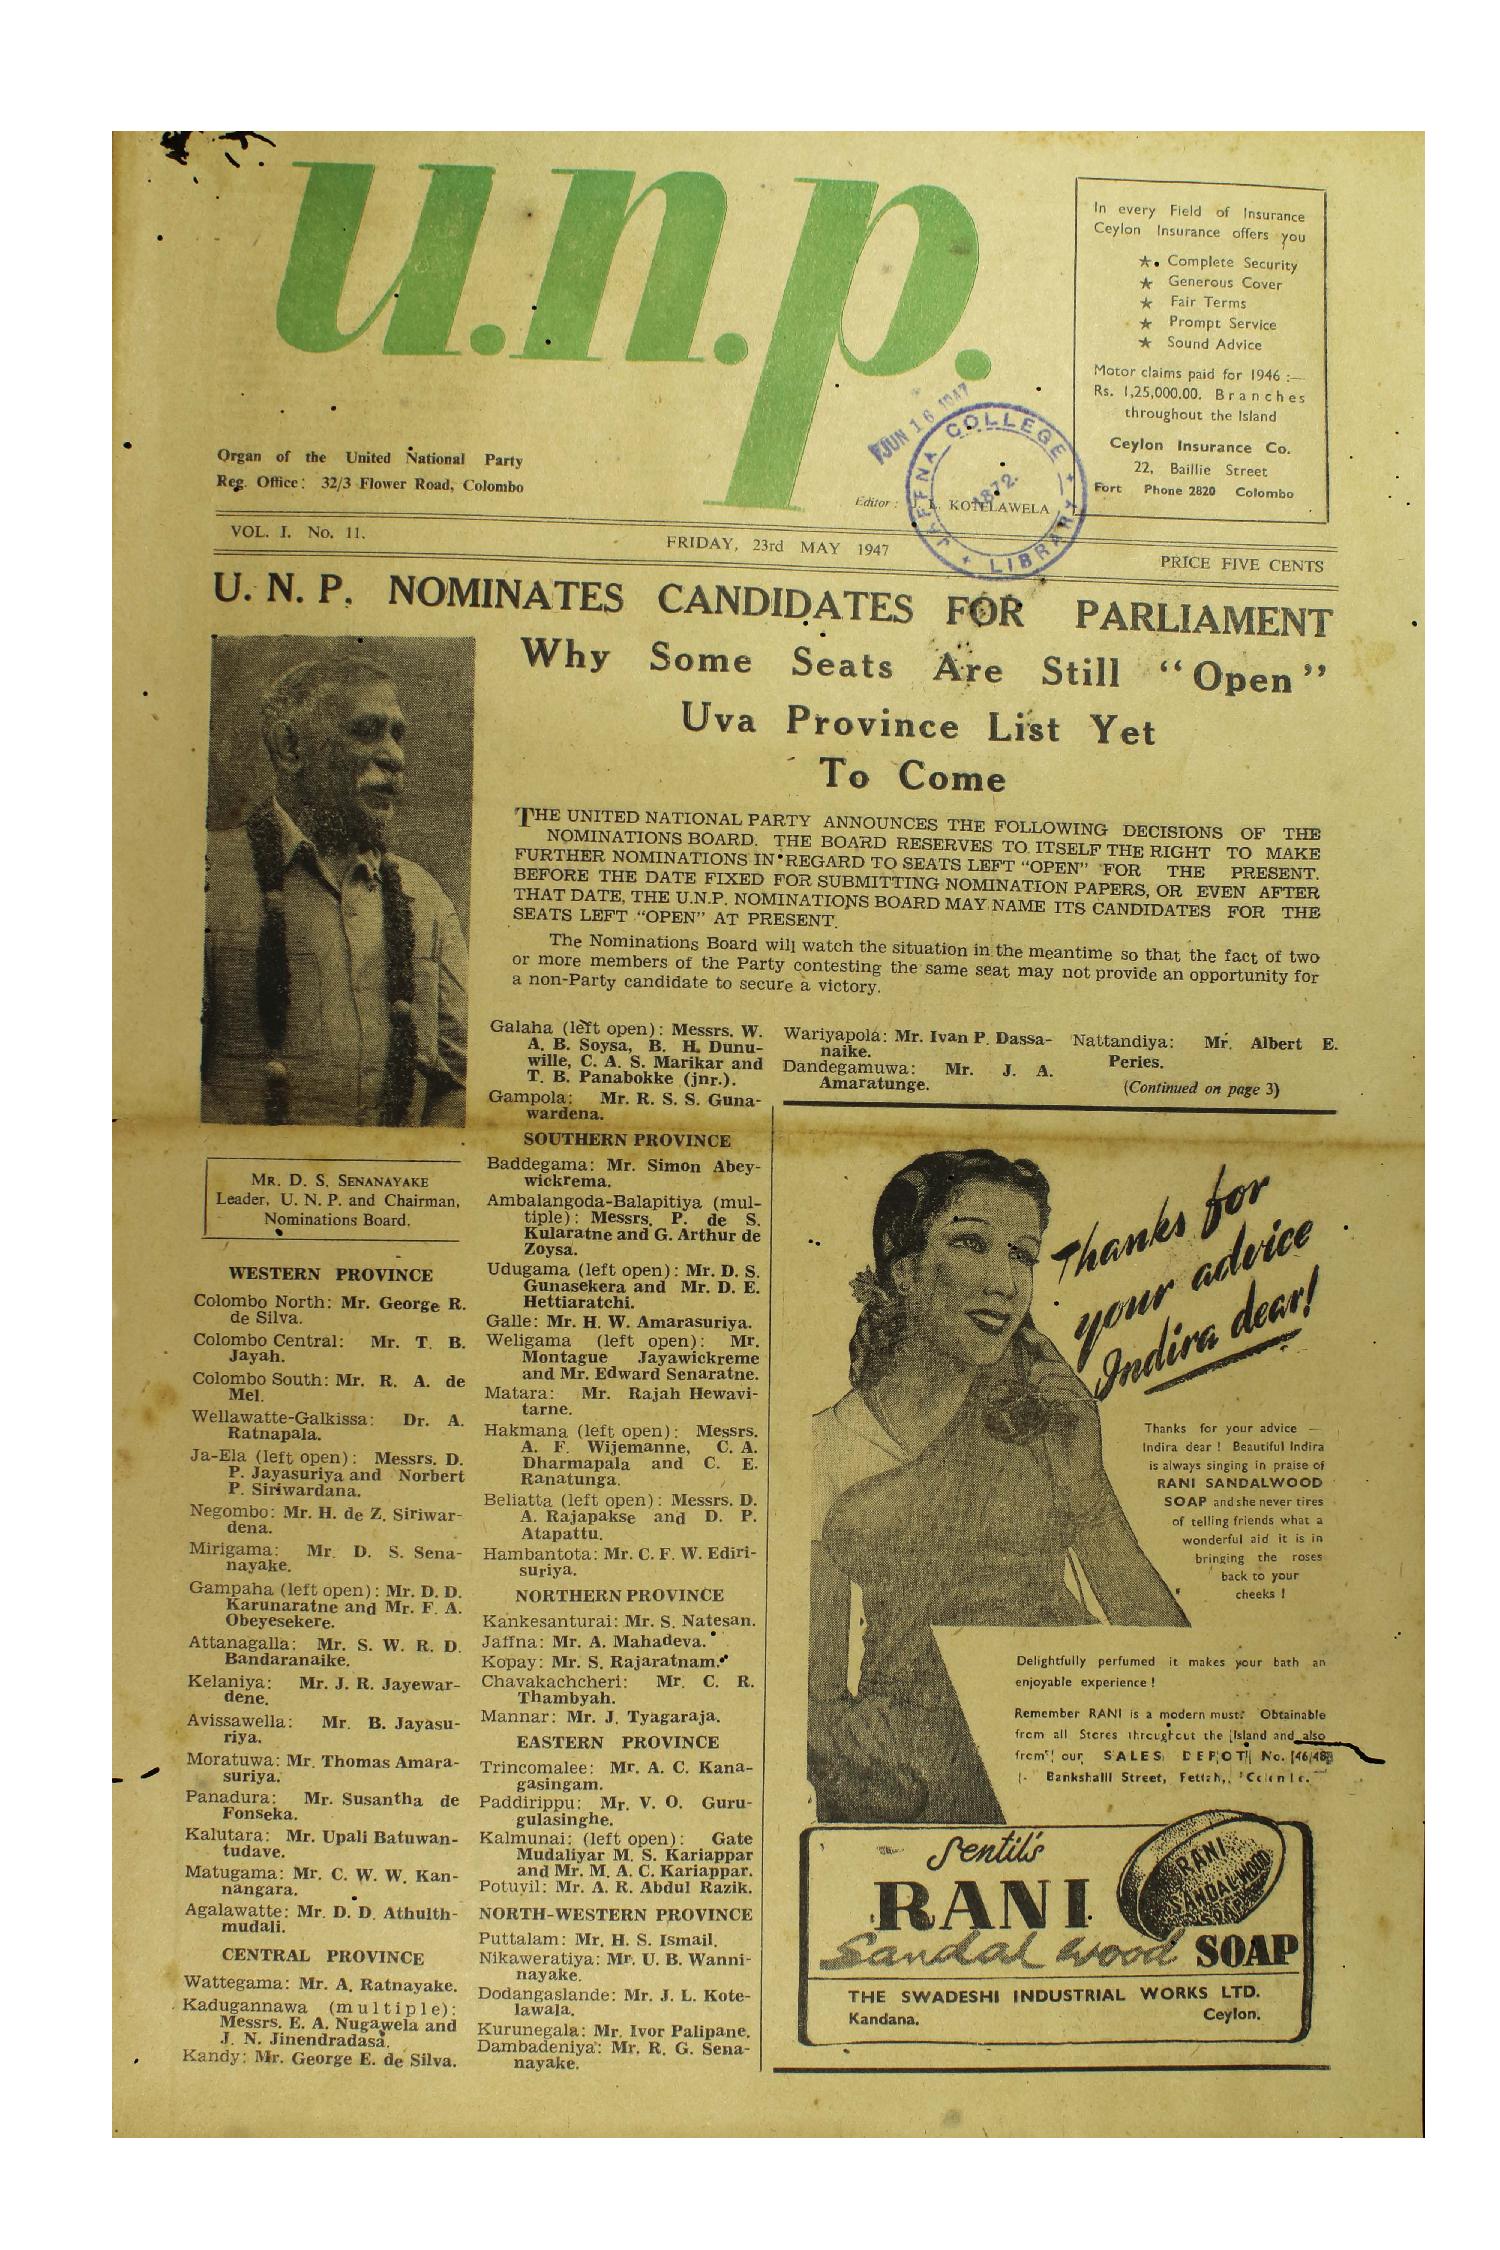 u.n.p.
In every Field of Insurance
Ceylon Insurance offers you
★ Complete Security
★ Generous Cover
★ Fair Terms
★ Prompt Service
★ Sound Advice
Motor claims paid for 1946 :—
Rs. 1,25,000.00. Branches
throughout the Island
Ceylon Insurance Co.
22, Baillie Street
Fort Phone 2820 Colombo
Organ of the United National Party
Reg. Office: 32/3 Flower Road, Colombo
JUN 16 1947
JAFFNA COLLEGE LIBRARY
1872.
Editor: J. L. KOTELAWELA
VOL. I. No. 11.
FRIDAY, 23rd MAY 1947
PRICE FIVE CENTS
U. N. P. NOMINATES CANDIDATES FOR PARLIAMENT
Why Some Seats Are Still "Open"
Uva Province List Yet
To Come
THE UNITED NATIONAL PARTY ANNOUNCES THE FOLLOWING DECISIONS OF THE
NOMINATIONS BOARD. THE BOARD RESERVES TO ITSELF THE RIGHT TO MAKE
FURTHER NOMINATIONS IN REGARD TO SEATS LEFT "OPEN" FOR THE PRESENT.
BEFORE THE DATE FIXED FOR SUBMITTING NOMINATION PAPERS, OR EVEN AFTER
THAT DATE, THE U.N.P. NOMINATIONS BOARD MAY NAME ITS CANDIDATES FOR THE
SEATS LEFT "OPEN" AT PRESENT.
The Nominations Board will watch the situation in the meantime so that the fact of two
or more members of the Party contesting the same seat may not provide an opportunity for
a non-Party candidate to secure a victory.
MR. D. S. SENANAYAKE
Leader, U. N. P. and Chairman,
Nominations Board.
WESTERN PROVINCE
Colombo North: Mr. George R.
de Silva.
Colombo Central: Mr. T. B.
Jayah.
Colombo South: Mr. R. A. de
Mel.
Wellawatte-Galkissa: Dr. A.
Ratnapala.
Ja-Ela (left open): Messrs. D.
P. Jayasuriya and Norbert
P. Siriwardana.
Negombo: Mr. H. de Z. Siriwar-
dena.
Mirigama: Mr. D. S. Sena-
nayake.
Gampaha (left open): Mr. D. D.
Karunaratne and Mr. F. A.
Obeyesekere.
Attanagalla: Mr. S. W. R. D.
Bandaranaike.
Kelaniya: Mr. J. R. Jayewar-
dene.
Avissawella: Mr. B. Jayasu-
riya.
Moratuwa: Mr. Thomas Amara-
suriya.
Panadura: Mr. Susantha de
Fonseka.
Kalutara: Mr. Upali Batuwan-
tudave.
Matugama: Mr. C. W. W. Kan-
nangara.
Agalawatte: Mr. D. D. Athulth-
mudali.
CENTRAL PROVINCE
Wattegama: Mr. A. Ratnayake.
Kadugannawa (multiple):
Messrs. E. A. Nugawela and
J. N. Jinendradasa.
Kandy: Mr. George E. de Silva.
Galaha (left open): Messrs. W.
A. B. Soysa, B. H. Dunu-
wille, C. A. S. Marikar and
T. B. Panabokke (jnr.).
Gampola: Mr. R. S. S. Guna-
wardena.
SOUTHERN PROVINCE
Baddegama: Mr. Simon Abey-
wickrema.
Ambalangoda-Balapitiya (mul-
tiple): Messrs. P. de S.
Kularatne and G. Arthur de
Zoysa.
Udugama (left open): Mr. D. S.
Gunasekera and Mr. D. E.
Hettiaratchi.
Galle: Mr. H. W. Amarasuriya.
Weligama (left open): Mr.
Montague Jayawickreme
and Mr. Edward Senaratne.
Matara: Mr. Rajah Hewavi-
tarne.
Hakmana (left open): Messrs.
A. F. Wijemanne, C. A.
Dharmapala and C. E.
Ranatunga.
Beliatta (left open): Messrs. D.
A. Rajapakse and D. P.
Atapattu.
Hambantota: Mr. C. F. W. Ediri-
suriya.
NORTHERN PROVINCE
Kankesanturai: Mr. S. Natesan.
Jaffna: Mr. A. Mahadeva.
Kopay: Mr. S. Rajaratnam.
Chavakachcheri: Mr. C. R.
Thambyah.
Mannar: Mr. J. Tyagaraja.
EASTERN PROVINCE
Trincomalee: Mr. A. C. Kana-
gasingam.
Paddirippu: Mr. V. O. Guru-
gulasinghe.
Kalmunai: (left open): Gate
Mudaliyar M. S. Kariappar
and Mr. M. A. C. Kariappar.
Potuvil: Mr. A. R. Abdul Razik.
NORTH-WESTERN PROVINCE
Puttalam: Mr. H. S. Ismail.
Nikaweratiya: Mr. U. B. Wanni-
nayake.
Dodangaslande: Mr. J. L. Kote-
lawala.
Kurunegala: Mr. Ivor Palipane.
Dambadeniya: Mr. R. G. Sena-
nayake.
Wariyapola: Mr. Ivan P. Dassa-
naike.
Dandegamuwa: Mr. J. A.
Amaratunge.
Nattandiya: Mr. Albert E.
Peries.
(Continued on page 3)
Thanks for
your advice
Indira dear!
Thanks for your advice —
Indira dear! Beautiful Indira
is always singing in praise of
RANI SANDALWOOD
SOAP and she never tires
of telling friends what a
wonderful aid it is in
bringing the roses
back to your
cheeks!
Delightfully perfumed it makes your bath an
enjoyable experience!
Remember RANI is a modern must! Obtainable
from all Stores throughout the Island and also
from our SALES DEPOT No. 46/48
Bankshall Street, Pettah, Colombo.
Sentil's
RANI
Sandal wood SOAP
RANI
SANDALWOOD
SOAP
THE SWADESHI INDUSTRIAL WORKS LTD.
Kandana. Ceylon.